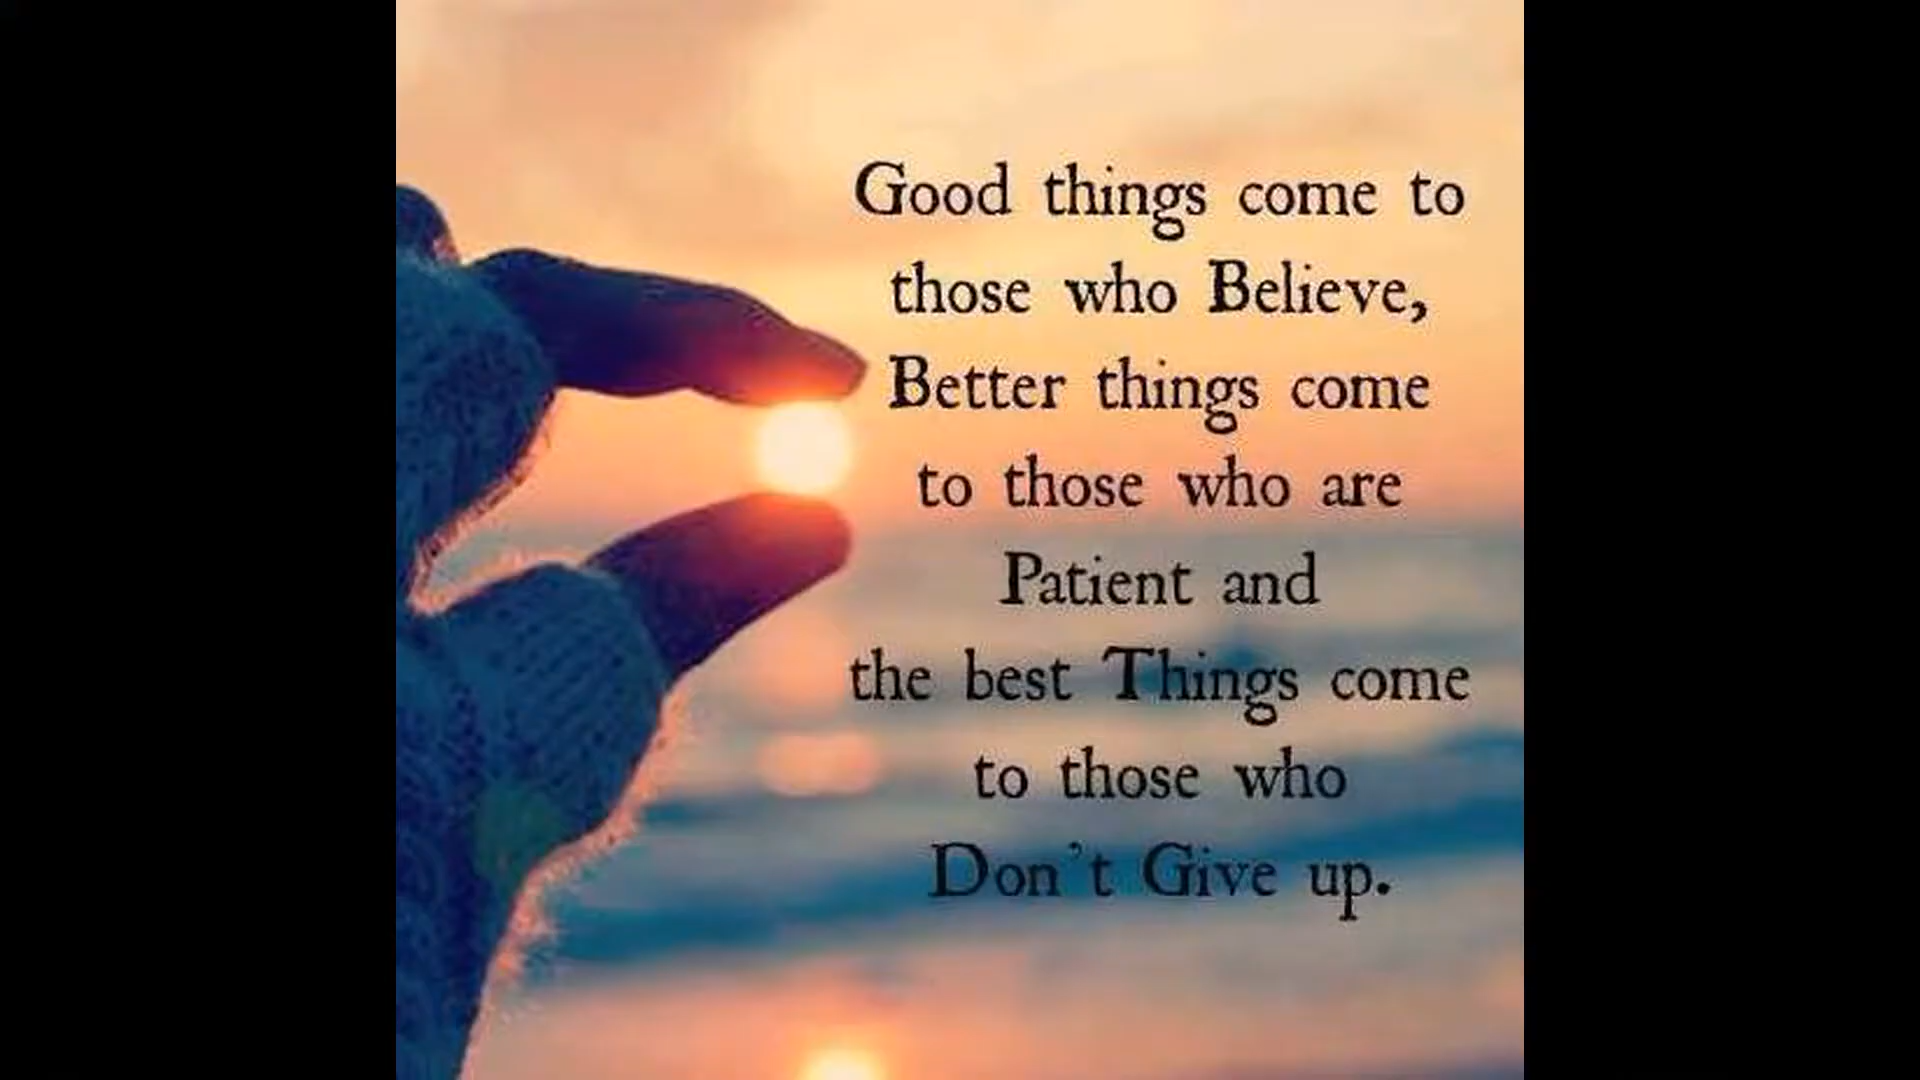 Good things come to
those who Believe,
Better things come
to those who are
Patient and
the best Things come
to those who
Don't Give up.